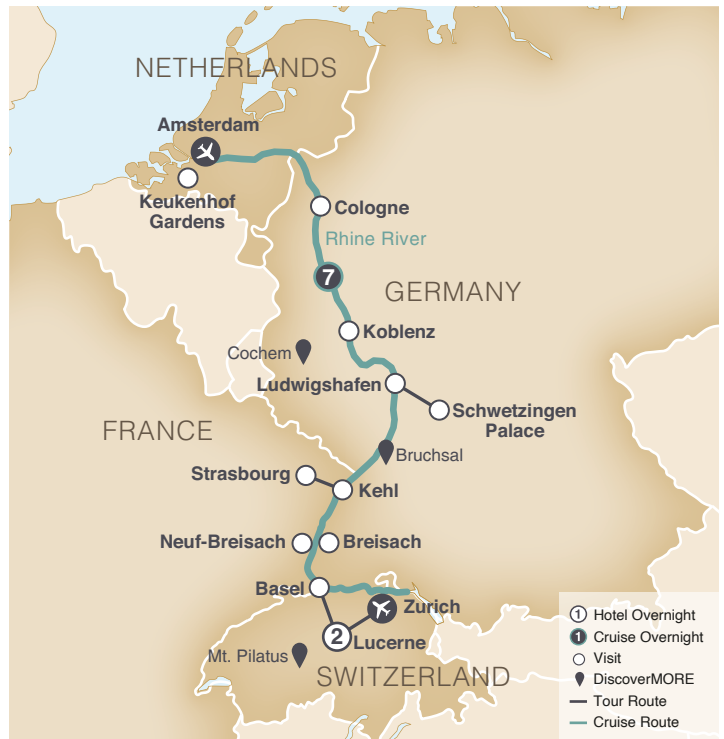 NETHERLANDS
Amsterdam
Keukenhof
Gardens
Cologne
Rhine River
7
GERMANY
Koblenz
Cochem
Ludwigshafen
Schwetzingen
Palace
FRANCE
Bruchsal
Strasbourg
Kehl
Neuf-Breisach
Breisach
Basel
Zurich
2
Lucerne
Mt. Pilatus
SWITZERLAND
1 Hotel Overnight
1 Cruise Overnight
Visit
DiscoverMORE
Tour Route
Cruise Route